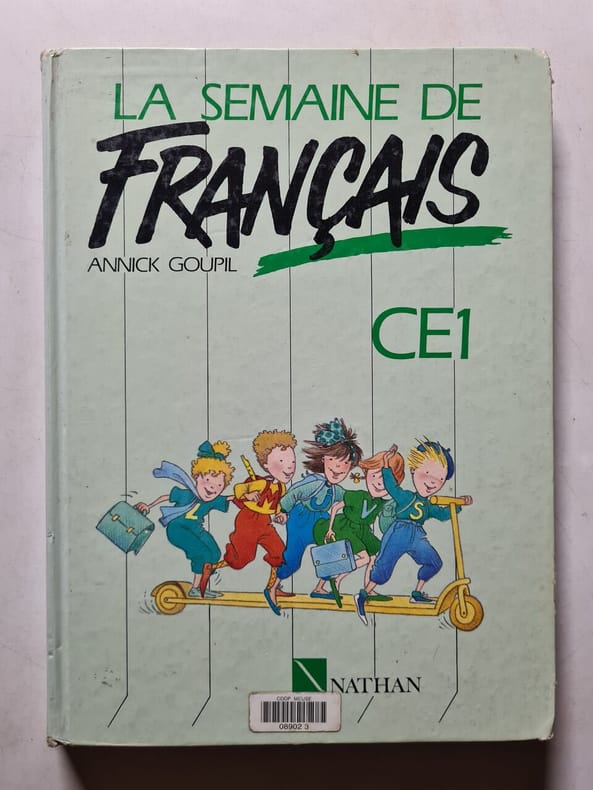 LA SEMAINE DE
FRANÇAIS
ANNICK GOUPIL
CE1
L M U V S
NATHAN
CDDP MEUSE
08902 3